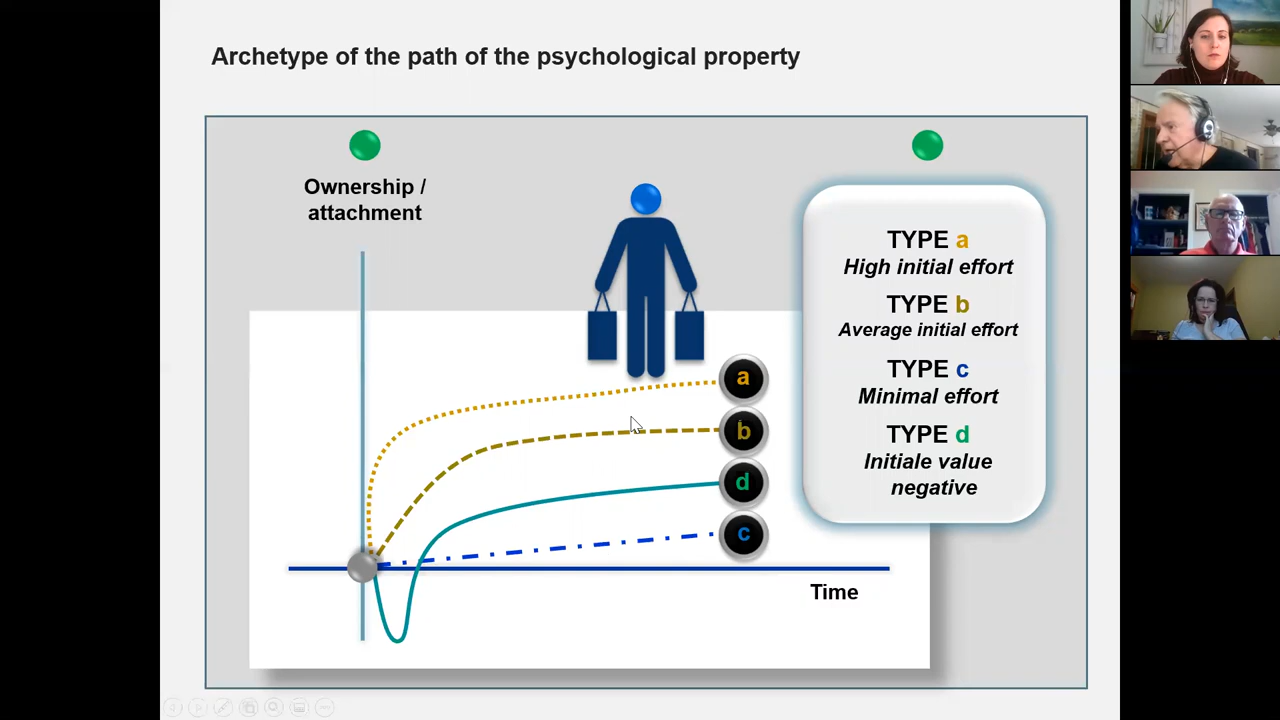 Archetype of the path of the psychological property
Ownership /
attachment
TYPE a
High initial effort
TYPE b
Average initial effort
TYPE c
Minimal effort
TYPE d
Initiale value
negative
a
b
d
c
Time